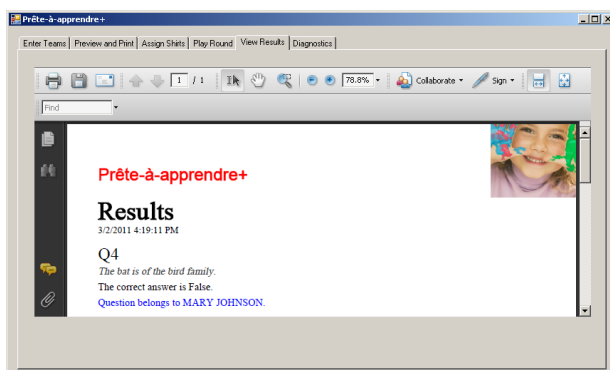 Prête-à-apprendre+
Enter Teams Preview and Print Assign Shirts Play Round View Results Diagnostics
1 / 1 78.8% Collaborate Sign
Find
Prête-à-apprendre+
Results
3/2/2011 4:19:11 PM
Q4
The bat is of the bird family.
The correct answer is False.
Question belongs to MARY JOHNSON.